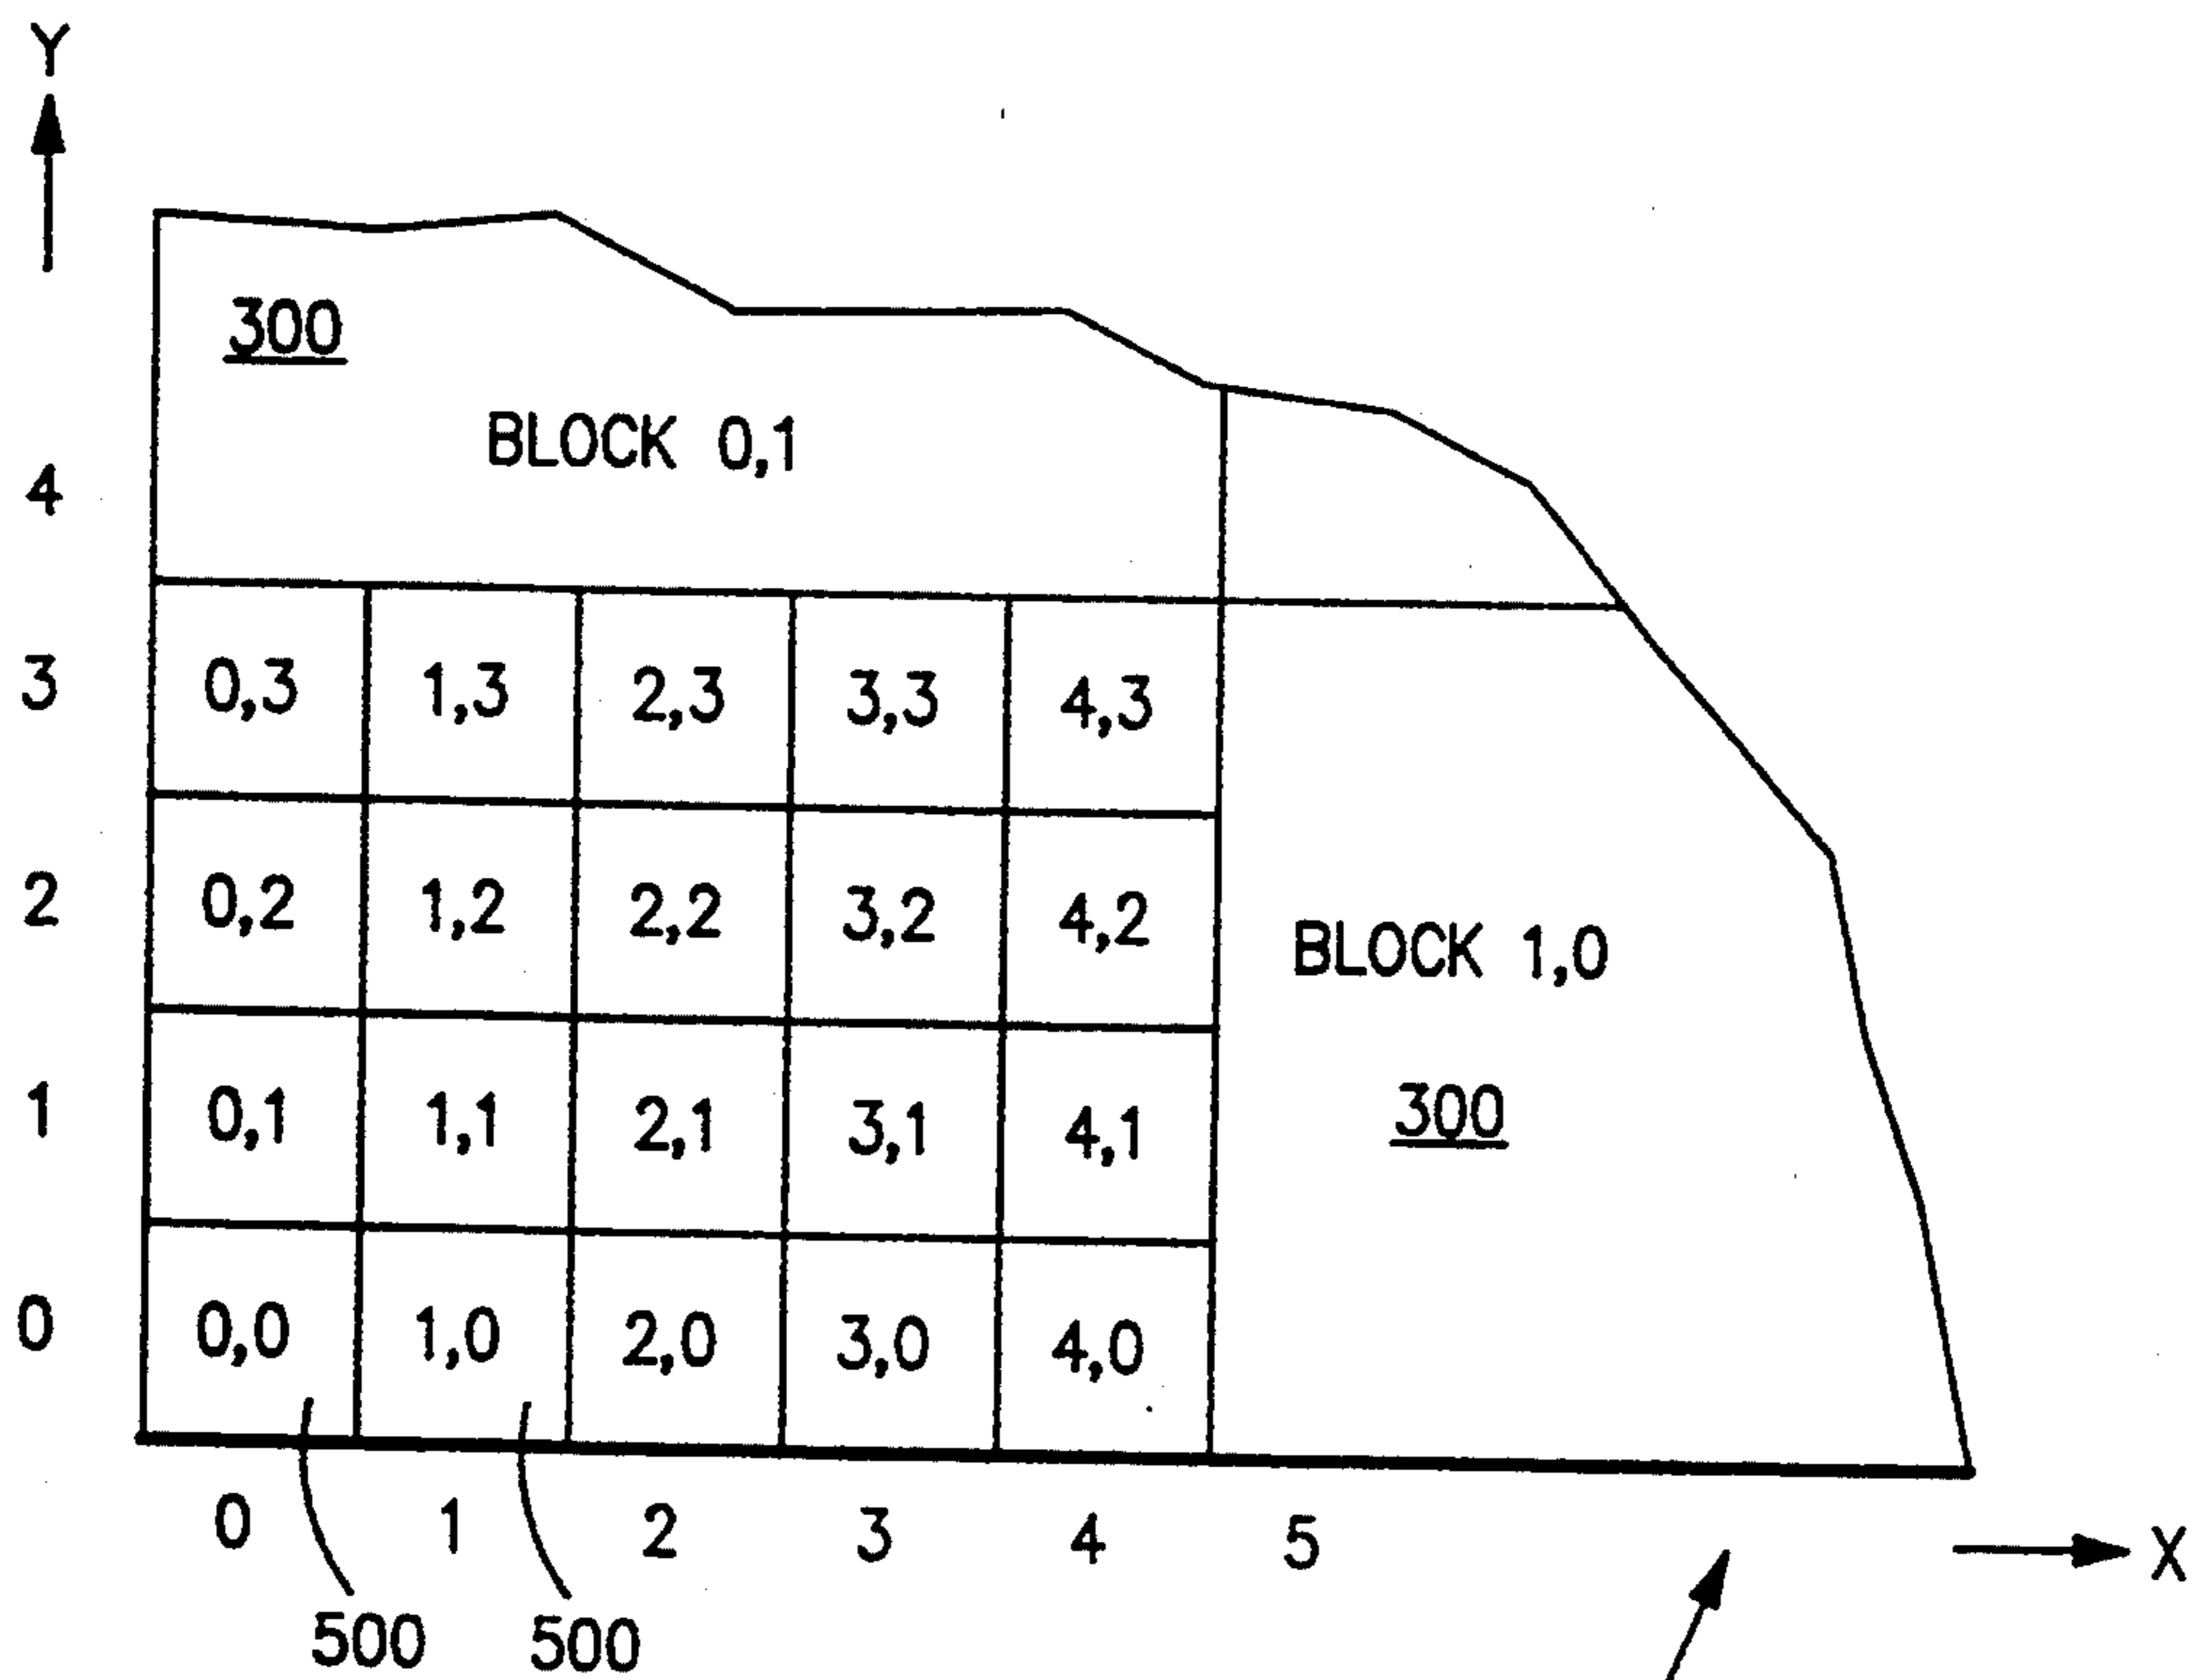 Y
300
BLOCK 0,1
4
3 0,3 1,3 2,3 3,3 4,3
2 0,2 1,2 2,2 3,2 4,2
BLOCK 1,0
1 0,1 1,1 2,1 3,1 4,1 300
0 0,0 1,0 2,0 3,0 4,0
0 1 2 3 4 5 X
500 500